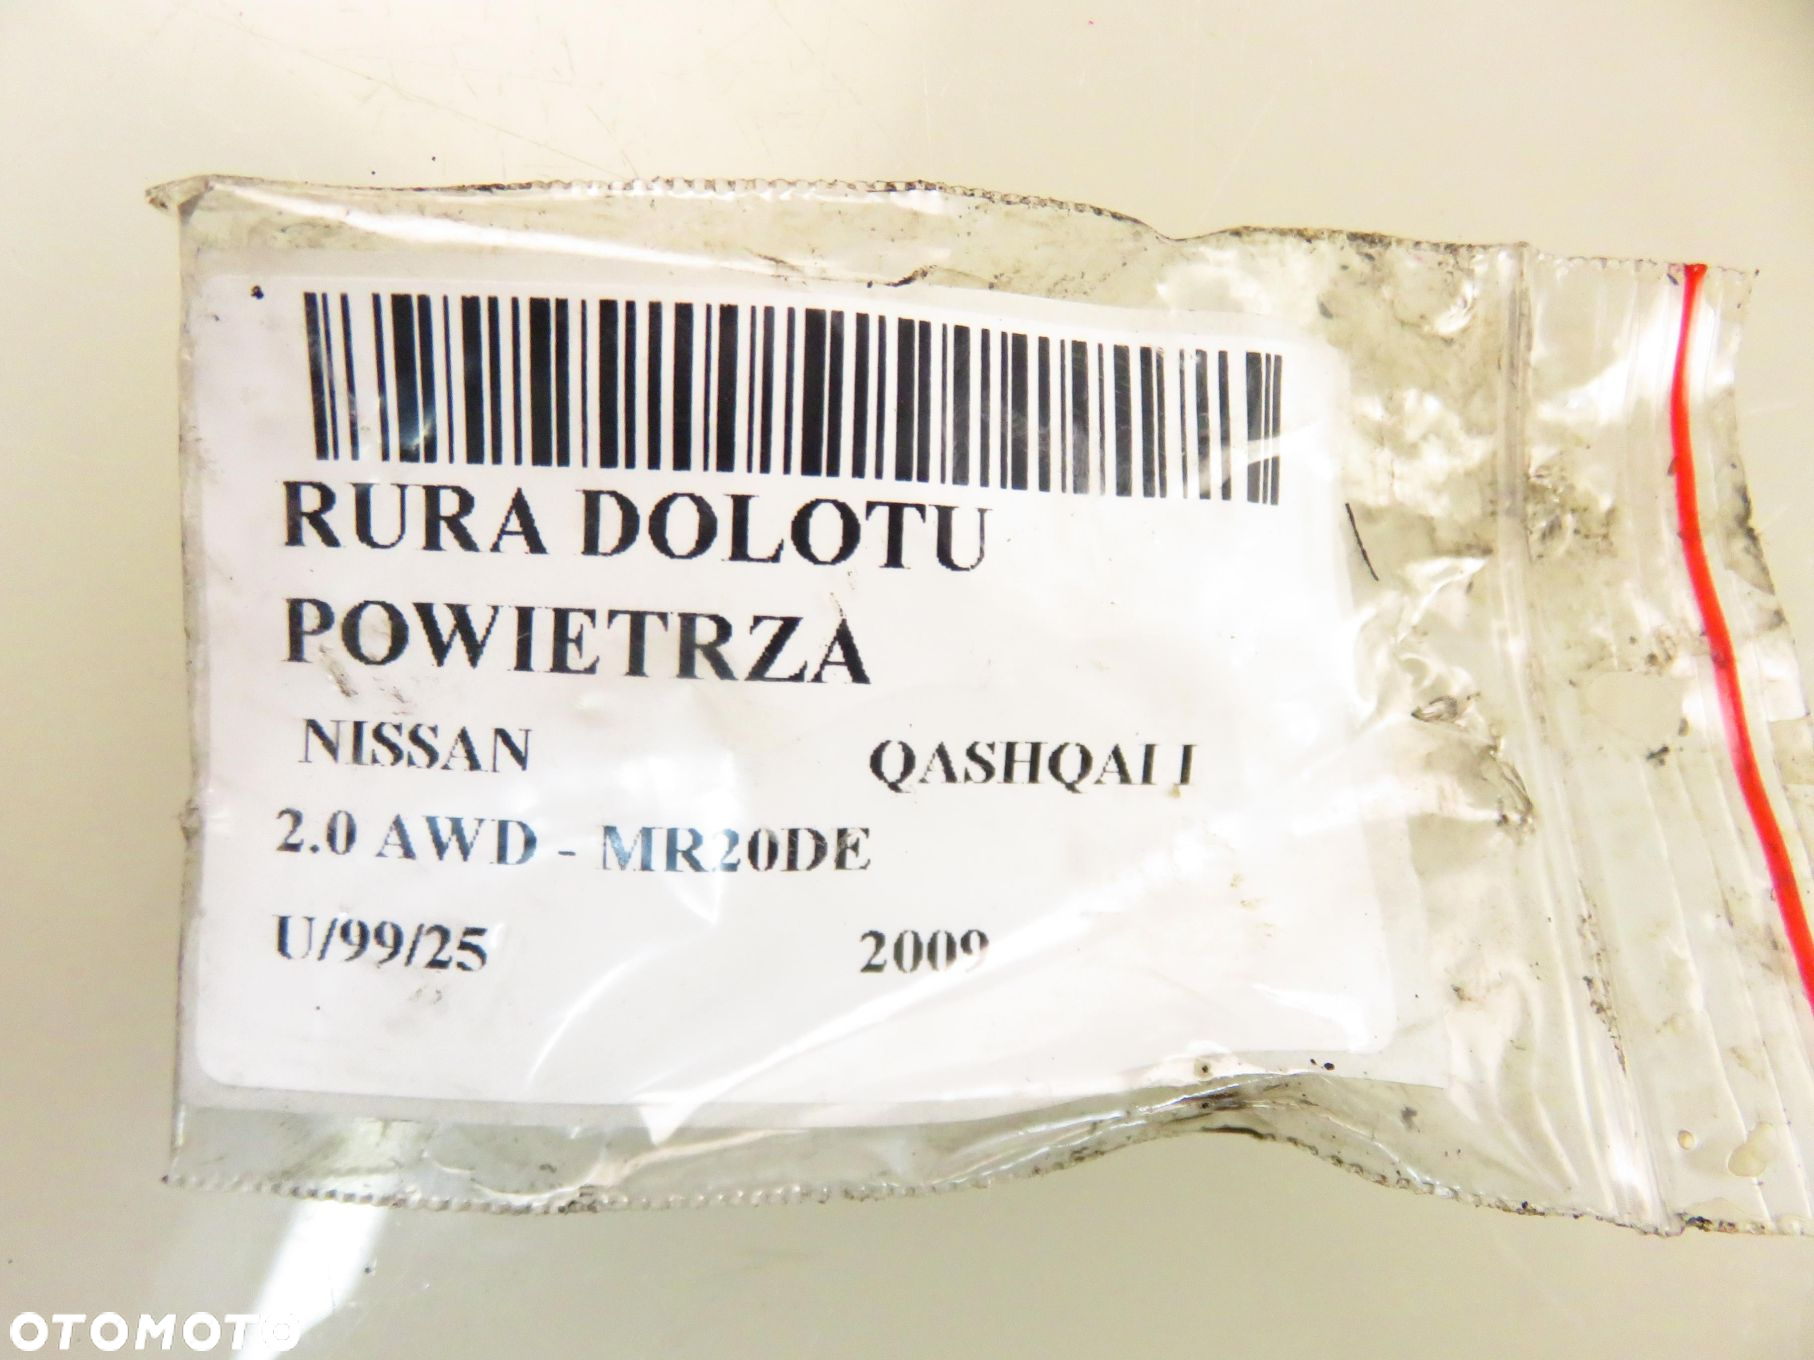 RURA DOLOTU
POWIETRZA
NISSAN QASHQAI I
2.0 AWD - MR20DE
U/99/25 2009
OTOMOTO